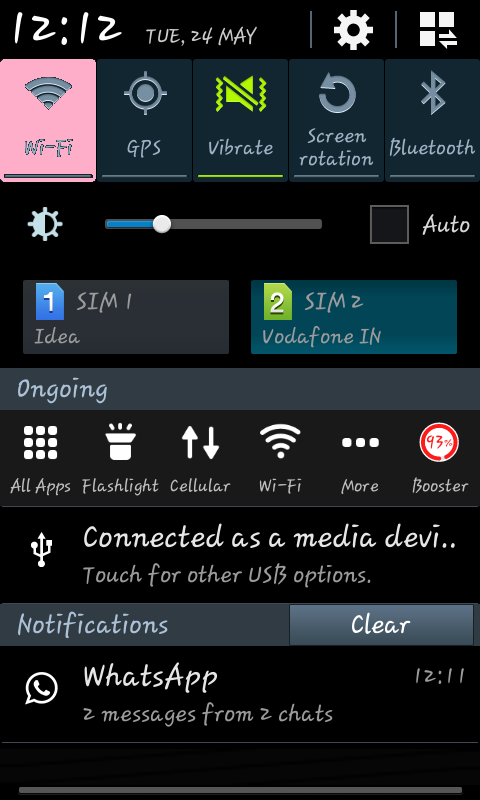 12:12 TUE, 24 MAY
Wi-Fi GPS Vibrate Screen rotation Bluetooth
Auto
1 SIM 1 2 SIM 2
Idea Vodafone IN
Ongoing
93%
All Apps Flashlight Cellular Wi-Fi More Booster
Connected as a media devi..
Touch for other USB options.
Notifications Clear
WhatsApp 12:11
2 messages from 2 chats